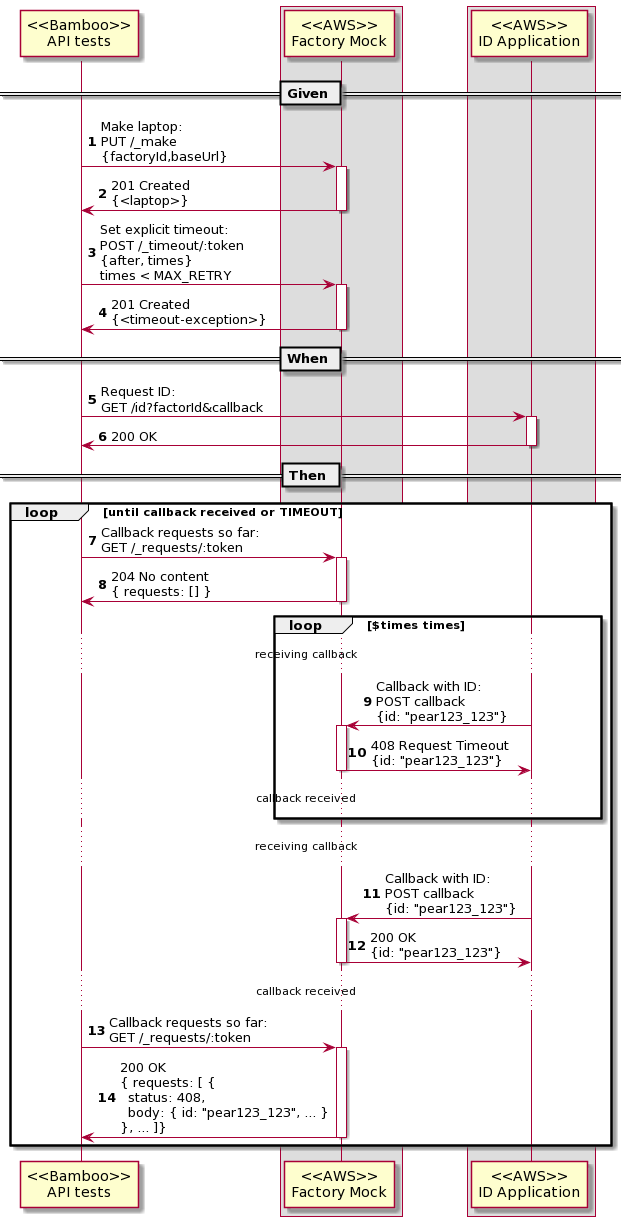 <<Bamboo>>
API tests
<<AWS>>
Factory Mock
<<AWS>>
ID Application
Given
Make laptop:
1 PUT /_make
{factoryId,baseUrl}
2 201 Created
{<laptop>}
Set explicit timeout:
3 POST /_timeout/:token
{after, times}
times < MAX_RETRY
4 201 Created
{<timeout-exception>}
When
5 Request ID:
GET /id?factorId&callback
6 200 OK
Then
loop [until callback received or TIMEOUT]
7 Callback requests so far:
GET /_requests/:token
8 204 No content
{ requests: [] }
loop [$times times]
receiving callback
Callback with ID:
9 POST callback
{id: "pear123_123"}
10 408 Request Timeout
{id: "pear123_123"}
callback received
receiving callback
Callback with ID:
11 POST callback
{id: "pear123_123"}
12 200 OK
{id: "pear123_123"}
callback received
13 Callback requests so far:
GET /_requests/:token
200 OK
{ requests: [ {
14 status: 408,
body: { id: "pear123_123", ... }
}, ... ]}
<<Bamboo>>
API tests
<<AWS>>
Factory Mock
<<AWS>>
ID Application